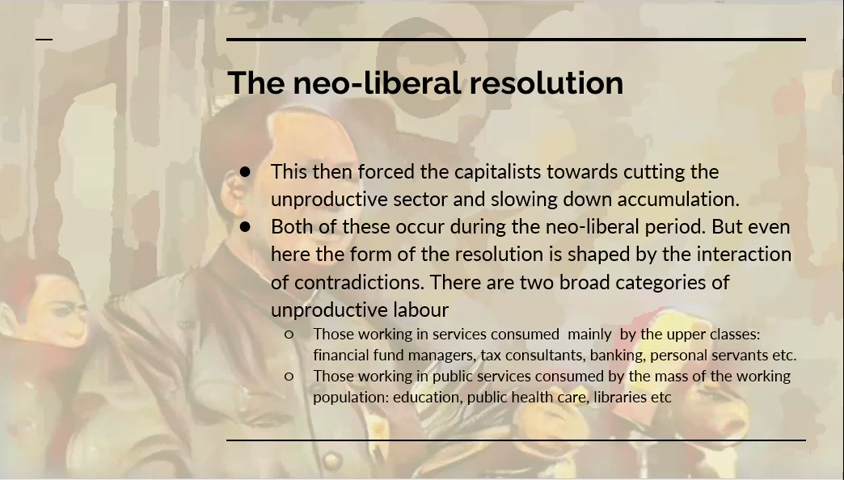 The neo-liberal resolution
● This then forced the capitalists towards cutting the
unproductive sector and slowing down accumulation.
● Both of these occur during the neo-liberal period. But even
here the form of the resolution is shaped by the interaction
of contradictions. There are two broad categories of
unproductive labour
○ Those working in services consumed  mainly  by the upper classes:
financial fund managers, tax consultants, banking, personal servants etc.
○ Those working in public services consumed by the mass of the working
population: education, public health care, libraries etc